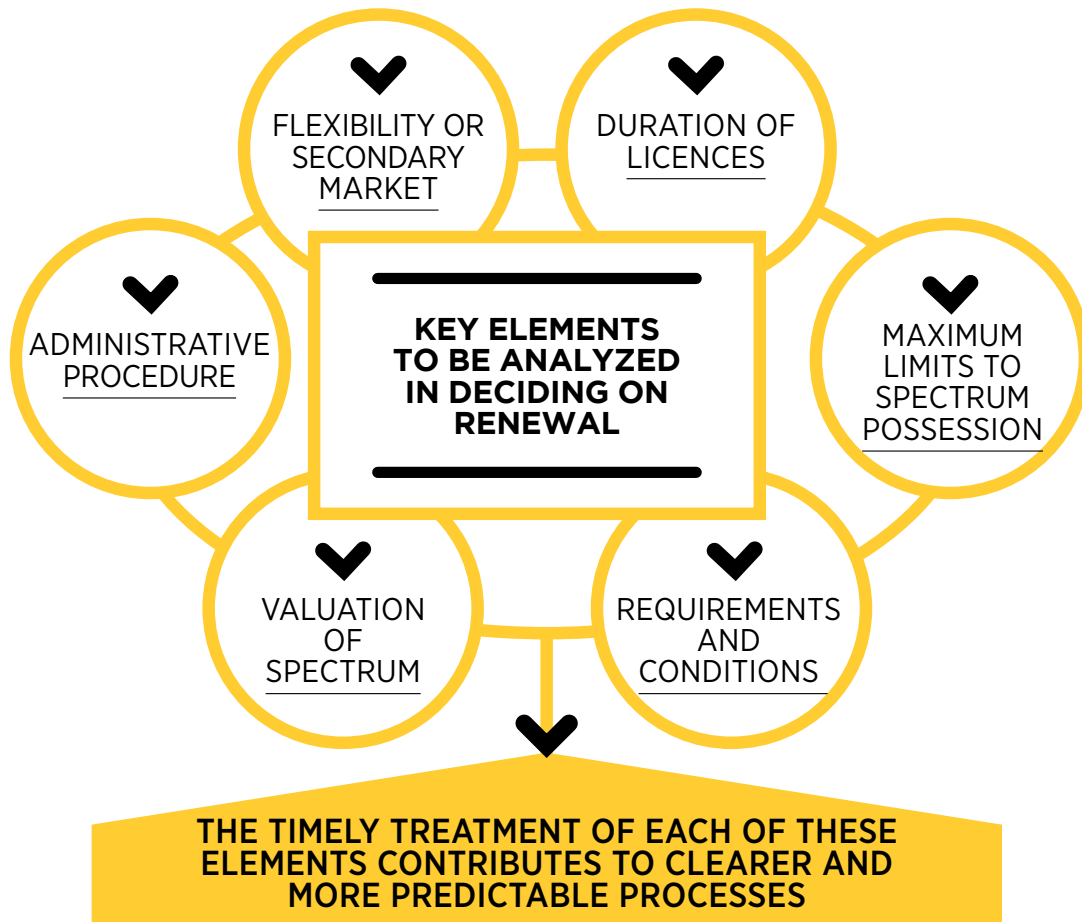 FLEXIBILITY OR
SECONDARY
MARKET
DURATION OF
LICENCES
ADMINISTRATIVE
PROCEDURE
KEY ELEMENTS
TO BE ANALYZED
IN DECIDING ON
RENEWAL
MAXIMUM
LIMITS TO
SPECTRUM
POSSESSION
VALUATION
OF
SPECTRUM
REQUIREMENTS
AND
CONDITIONS
THE TIMELY TREATMENT OF EACH OF THESE
ELEMENTS CONTRIBUTES TO CLEARER AND
MORE PREDICTABLE PROCESSES